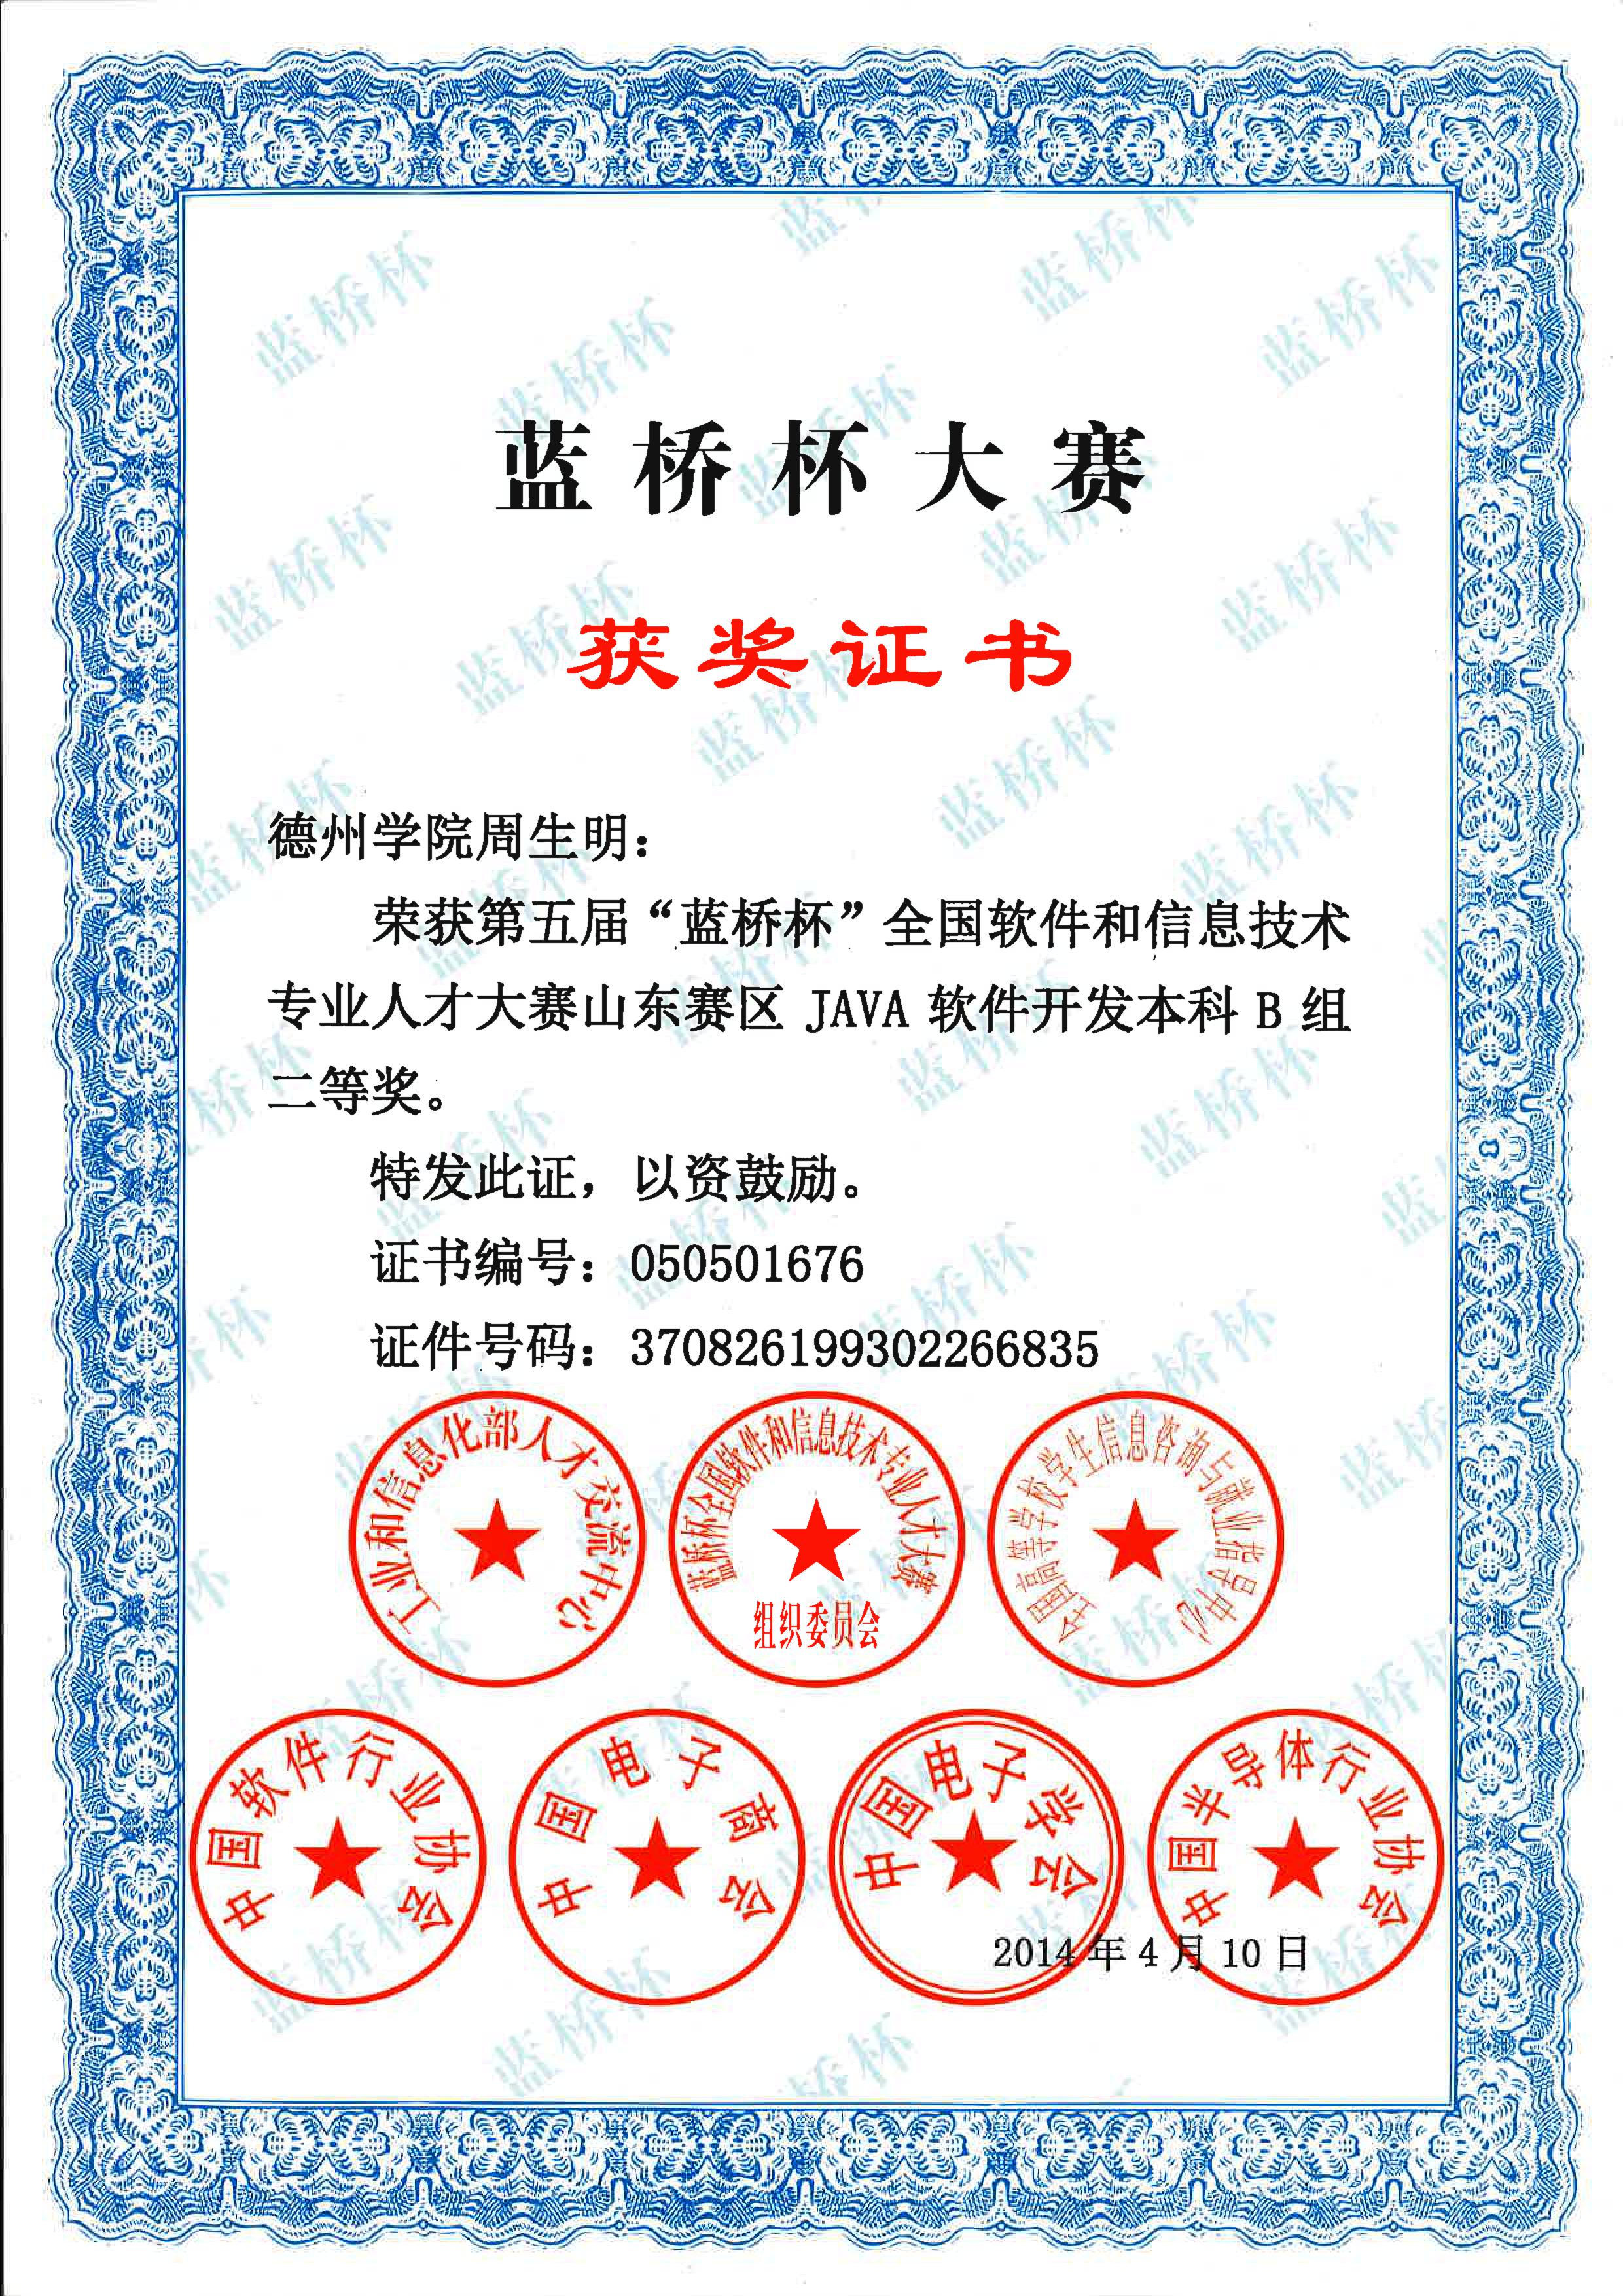 蓝桥杯大赛
获奖证书
德州学院周生明：
荣获第五届“蓝桥杯”全国软件和信息技术
专业人才大赛山东赛区 JAVA 软件开发本科 B 组
二等奖。
特发此证，以资鼓励。
证书编号：050501676
证件号码：370826199302266835
工业和信息化部人才交流中心
蓝桥杯全国软件和信息技术专业人才大赛
组织委员会
全国高等学校学生信息咨询与就业指导中心
中国软件行业协会
中国电子商会
中国电子学会
中国半导体行业协会
2014 年 4 月 10 日
蓝桥杯